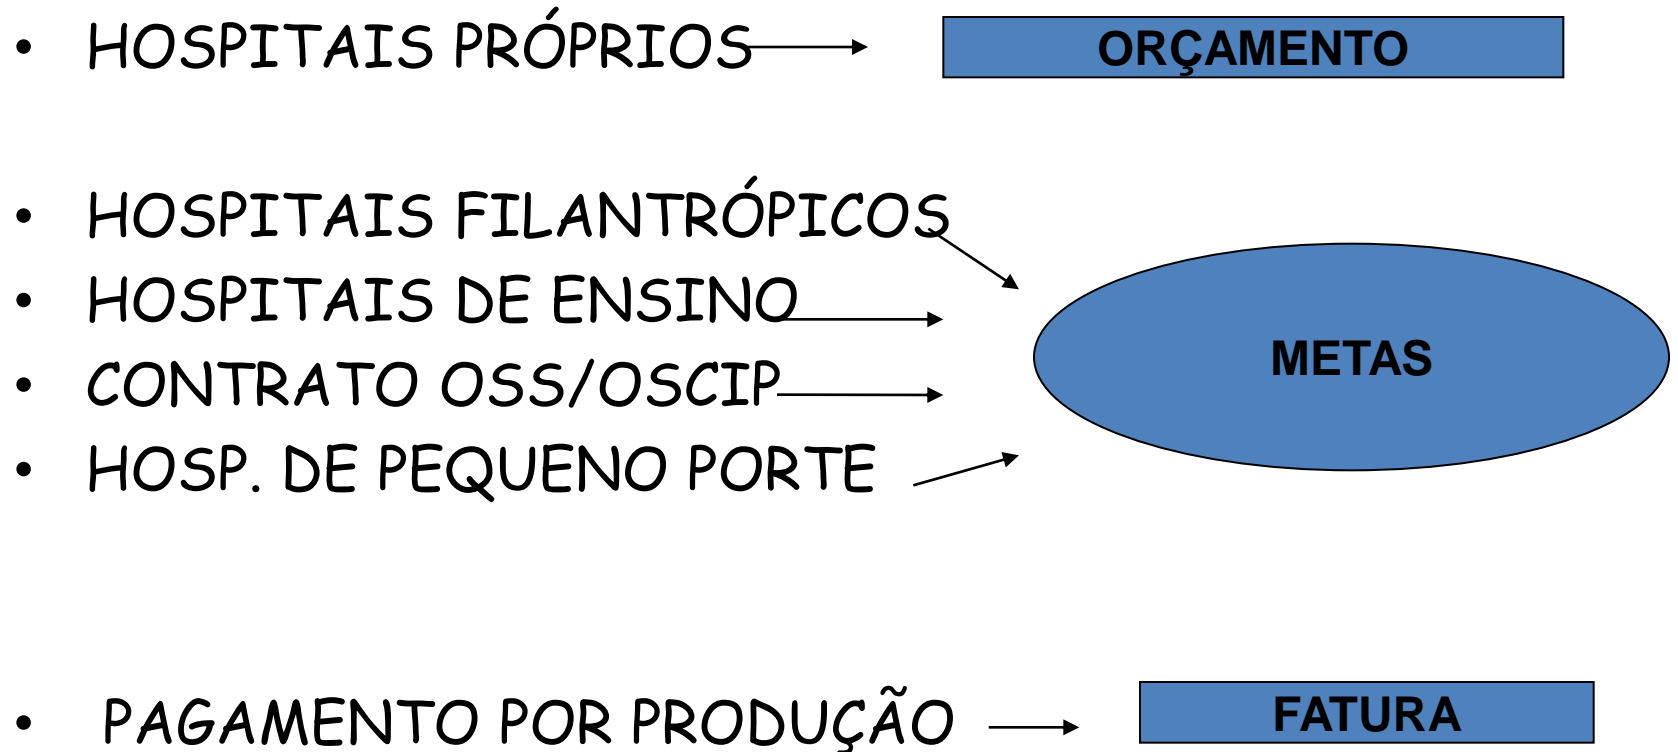 • HOSPITAIS PRÓPRIOS
ORÇAMENTO
• HOSPITAIS FILANTRÓPICOS
• HOSPITAIS DE ENSINO
• CONTRATO OSS/OSCIP
• HOSP. DE PEQUENO PORTE
METAS
• PAGAMENTO POR PRODUÇÃO
FATURA